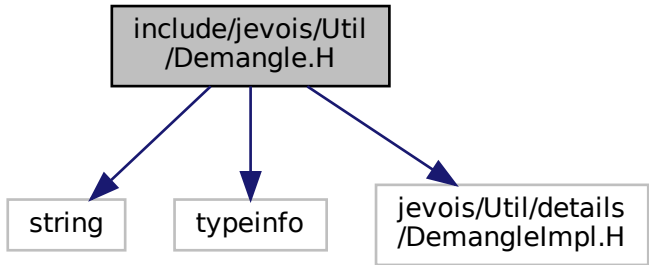 include/jevois/Util
/Demangle.H
string
typeinfo
jevois/Util/details
/DemangleImpl.H